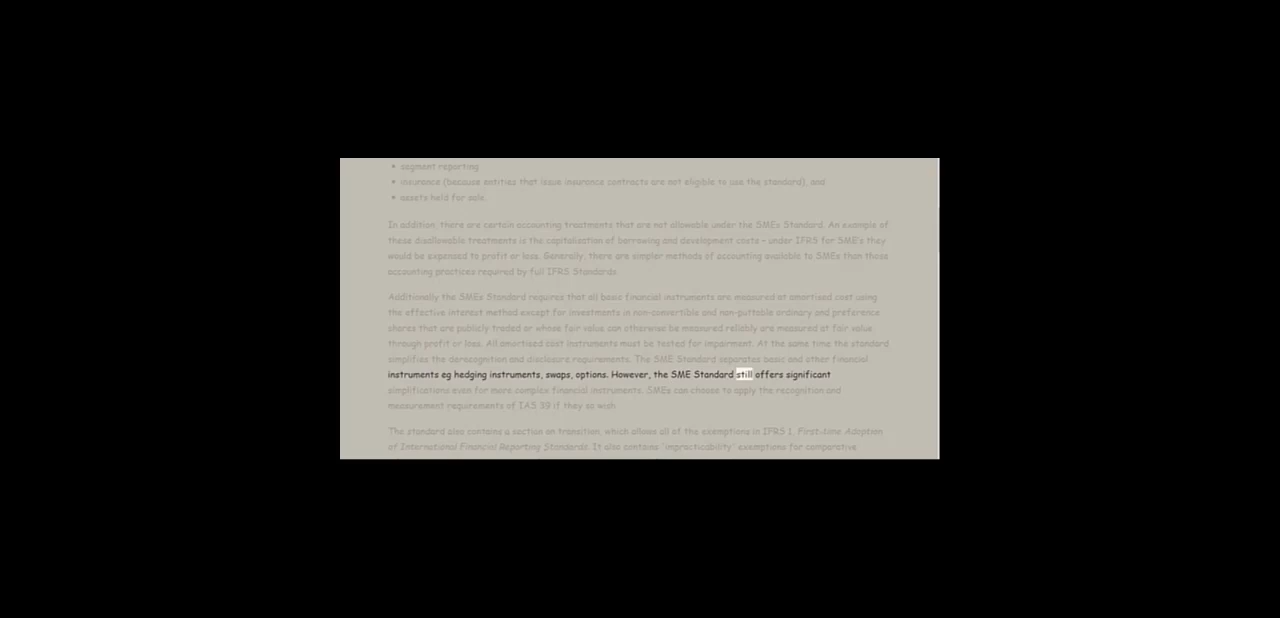 • segment reporting
• insurance (because entities that issue insurance contracts are not eligible to use the standard), and
• assets held for sale.
In addition, there are certain accounting treatments that are not allowable under the SMEs Standard. An example of
these disallowable treatments is the capitalisation of borrowing and development costs – under IFRS for SME's they
would be expensed to profit or loss. Generally, there are simpler methods of accounting available to SMEs than those
accounting practices required by full IFRS Standards.
Additionally the SMEs Standard requires that all basic financial instruments are measured at amortised cost using
the effective interest method except for investments in non-convertible and non-puttable ordinary and preference
shares that are publicly traded or whose fair value can otherwise be measured reliably are measured at fair value
through profit or loss. All amortised cost instruments must be tested for impairment. At the same time the standard
simplifies the derecognition and disclosure requirements. The SME Standard separates basic and other financial
instruments eg hedging instruments, swaps, options. However, the SME Standard still offers significant
simplifications even for more complex financial instruments. SMEs can choose to apply the recognition and
measurement requirements of IAS 39 if they so wish.
The standard also contains a section on transition, which allows all of the exemptions in IFRS 1, First-time Adoption
of International Financial Reporting Standards. It also contains 'impracticability' exemptions for comparative